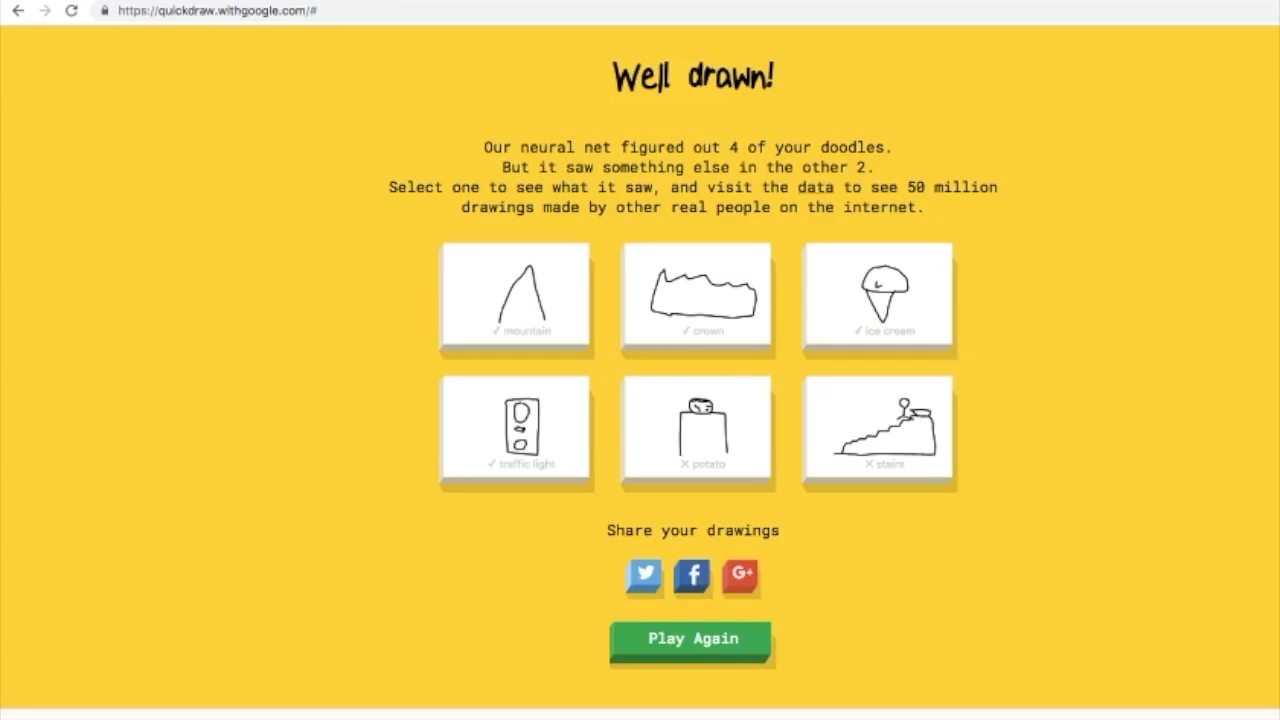 https://quickdraw.withgoogle.com/#
Well drawn!
Our neural net figured out 4 of your doodles.
But it saw something else in the other 2.
Select one to see what it saw, and visit the data to see 50 million
drawings made by other real people on the internet.
✓ mountain
✓ crown
✓ ice cream
✓ traffic light
✕ potato
✕ stairs
Share your drawings
f G+
Play Again